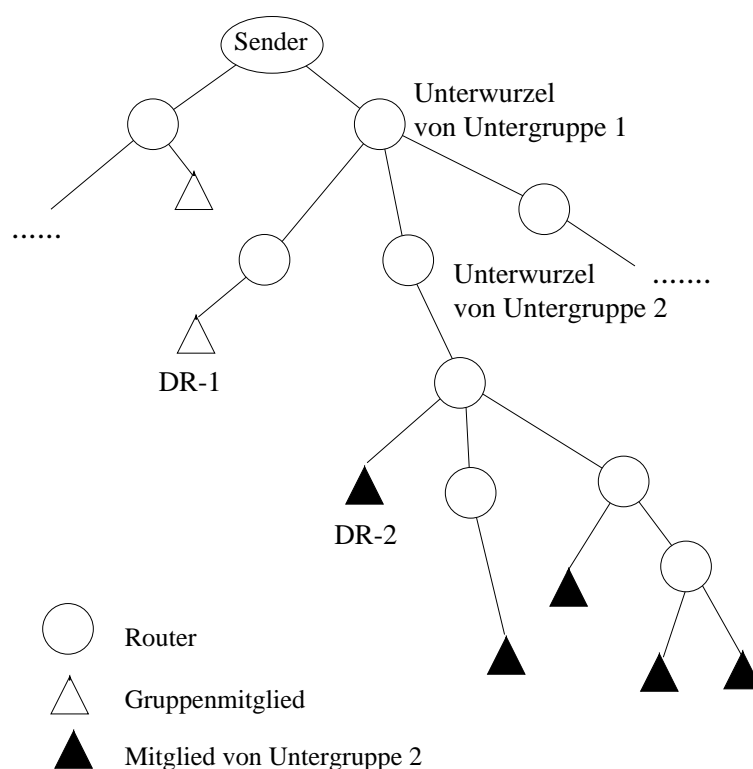 Sender
Unterwurzel
von Untergruppe 1
......
Unterwurzel
von Untergruppe 2
.......
DR-1
DR-2
Router
Gruppenmitglied
Mitglied von Untergruppe 2